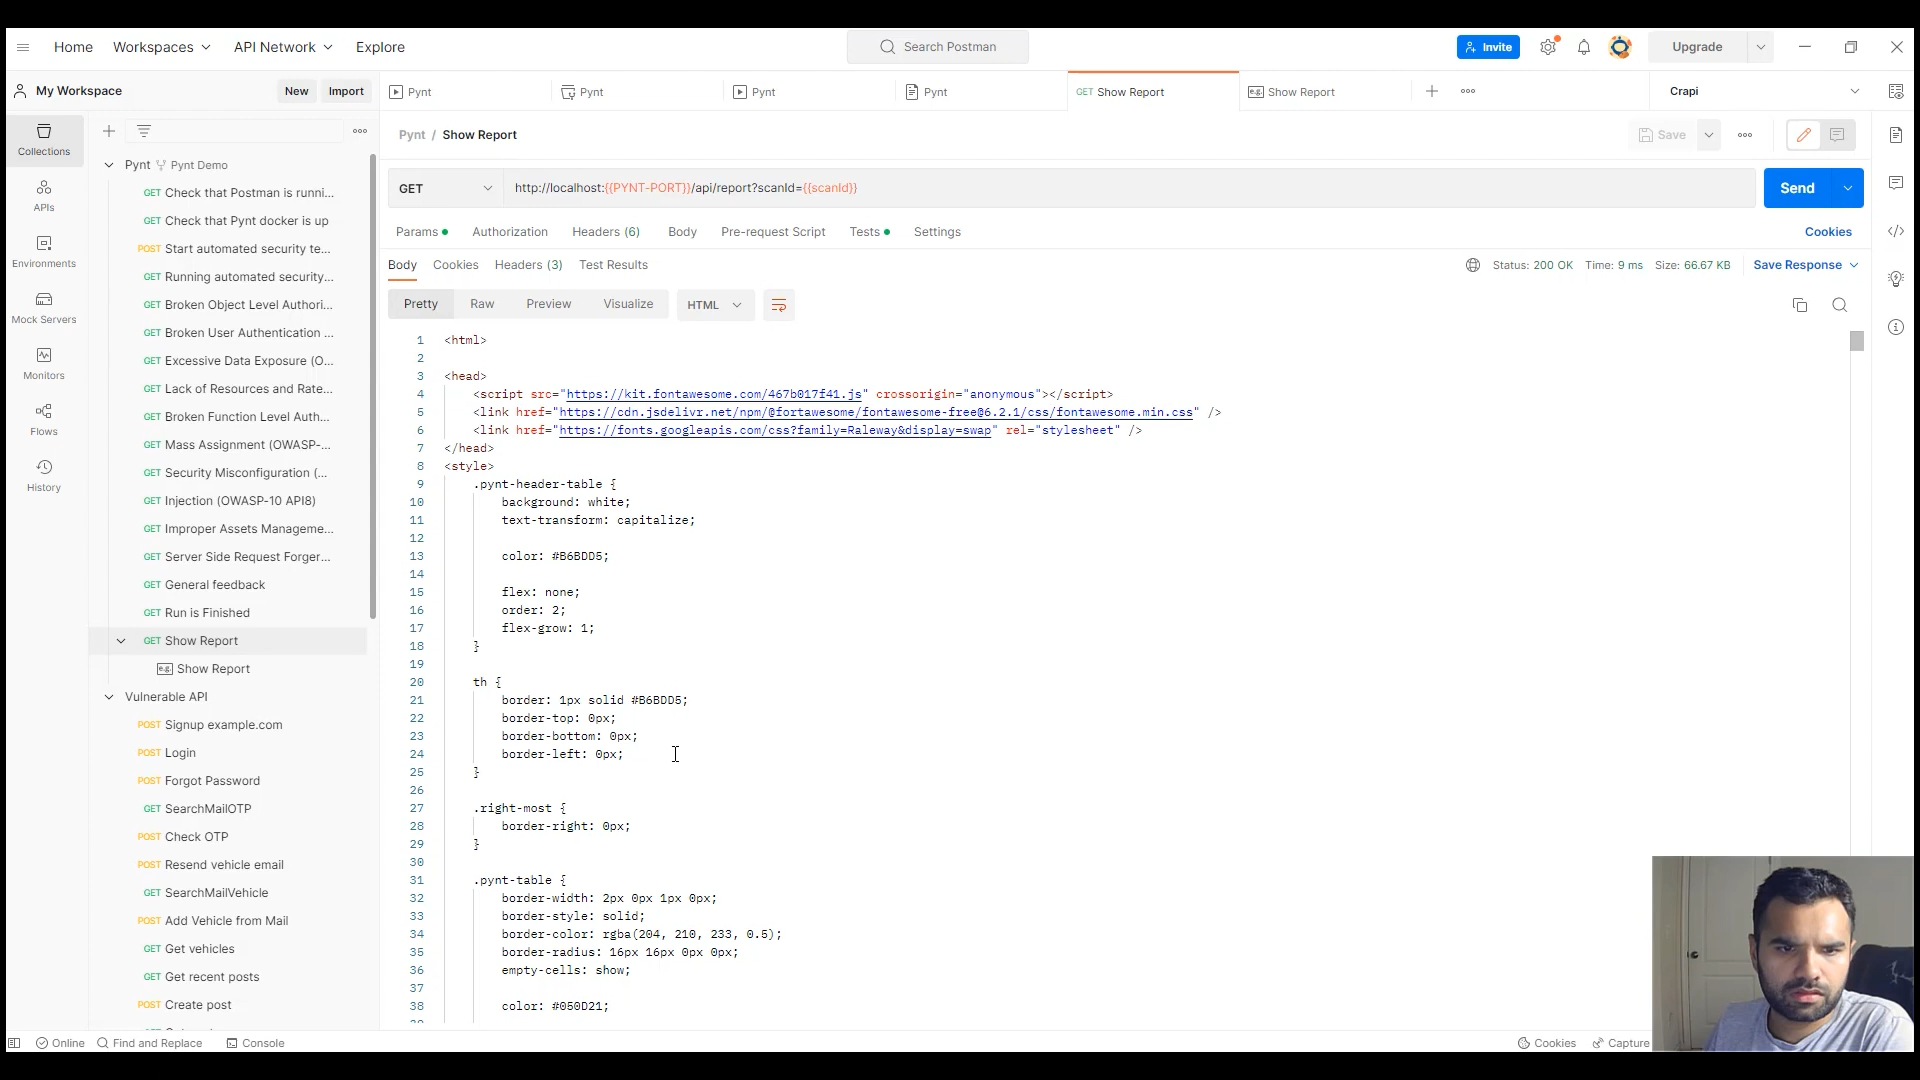 Home Workspaces API Network Explore Search Postman Invite Upgrade
My Workspace New Import Pynt Pynt Pynt Pynt GET Show Report e.g. Show Report Crapi
Collections
APIs
Environments
Mock Servers
Monitors
Flows
History
Pynt Pynt Demo
GET Check that Postman is runni...
GET Check that Pynt docker is up
POST Start automated security te...
GET Running automated security...
GET Broken Object Level Authori...
GET Broken User Authentication ...
GET Excessive Data Exposure (O...
GET Lack of Resources and Rate...
GET Broken Function Level Auth...
GET Mass Assignment (OWASP-...
GET Security Misconfiguration (...
GET Injection (OWASP-10 API8)
GET Improper Assets Manageme...
GET Server Side Request Forger...
GET General feedback
GET Run is Finished
GET Show Report
e.g. Show Report
Vulnerable API
POST Signup example.com
POST Login
POST Forgot Password
GET SearchMailOTP
POST Check OTP
POST Resend vehicle email
GET SearchMailVehicle
POST Add Vehicle from Mail
GET Get vehicles
GET Get recent posts
POST Create post
Pynt / Show Report Save
GET http://localhost:{{PYNT-PORT}}/api/report?scanId={{scanId}} Send
Params Authorization Headers (6) Body Pre-request Script Tests Settings Cookies
Body Cookies Headers (3) Test Results Status: 200 OK Time: 9 ms Size: 66.67 KB Save Response
Pretty Raw Preview Visualize HTML
1 <html>
2
3 <head>
4 <script src="https://kit.fontawesome.com/467b017f41.js" crossorigin="anonymous"></script>
5 <link href="https://cdn.jsdelivr.net/npm/@fortawesome/fontawesome-free@6.2.1/css/fontawesome.min.css" />
6 <link href="https://fonts.googleapis.com/css?family=Raleway&display=swap" rel="stylesheet" />
7 </head>
8 <style>
9 .pynt-header-table {
10 background: white;
11 text-transform: capitalize;
12
13 color: #B6BDD5;
14
15 flex: none;
16 order: 2;
17 flex-grow: 1;
18 }
19
20 th {
21 border: 1px solid #B6BDD5;
22 border-top: 0px;
23 border-bottom: 0px;
24 border-left: 0px;
25 }
26
27 .right-most {
28 border-right: 0px;
29 }
30
31 .pynt-table {
32 border-width: 2px 0px 1px 0px;
33 border-style: solid;
34 border-color: rgba(204, 210, 233, 0.5);
35 border-radius: 16px 16px 0px 0px;
36 empty-cells: show;
37
38 color: #050D21;
Online Find and Replace Console Cookies Capture